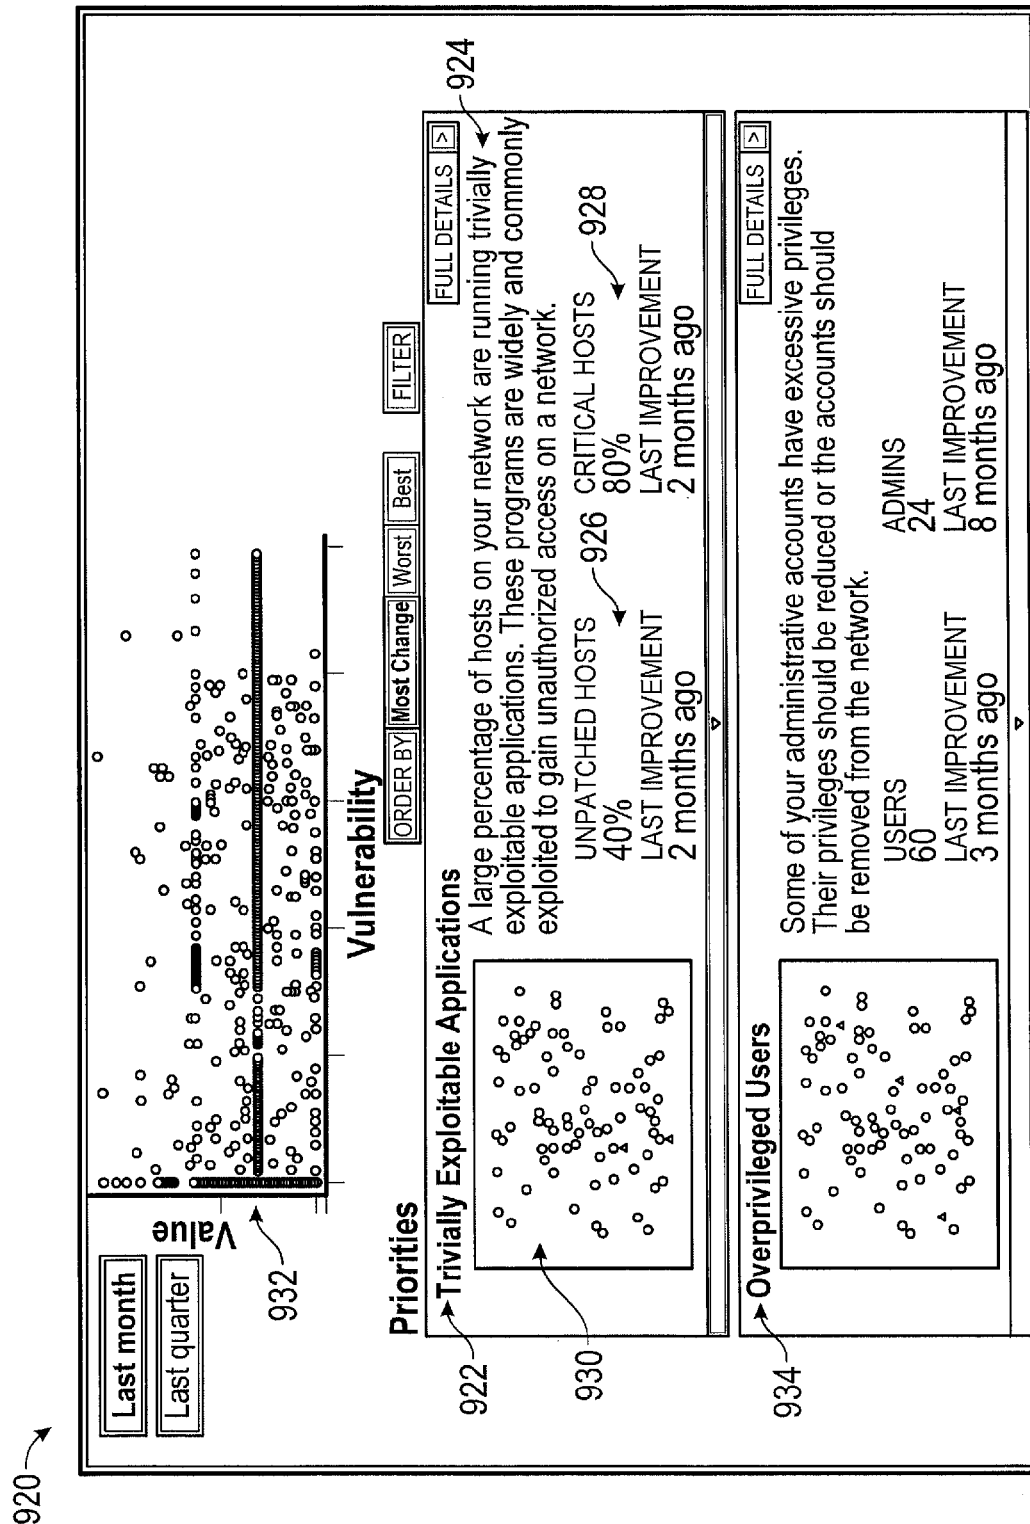 920
Last month
Last quarter
Value
932
Vulnerability
Priorities
ORDER BY Most Change Worst Best FILTER
922
Trivially Exploitable Applications
FULL DETAILS >
924
A large percentage of hosts on your network are running trivially
exploitable applications. These programs are widely and commonly
exploited to gain unauthorized access on a network.
930
UNPATCHED HOSTS 926 CRITICAL HOSTS 928
40% 80%
LAST IMPROVEMENT LAST IMPROVEMENT
2 months ago 2 months ago
934
Overprivileged Users
FULL DETAILS >
Some of your administrative accounts have excessive privileges.
Their privileges should be reduced or the accounts should
be removed from the network.
USERS ADMINS
60 24
LAST IMPROVEMENT LAST IMPROVEMENT
3 months ago 8 months ago